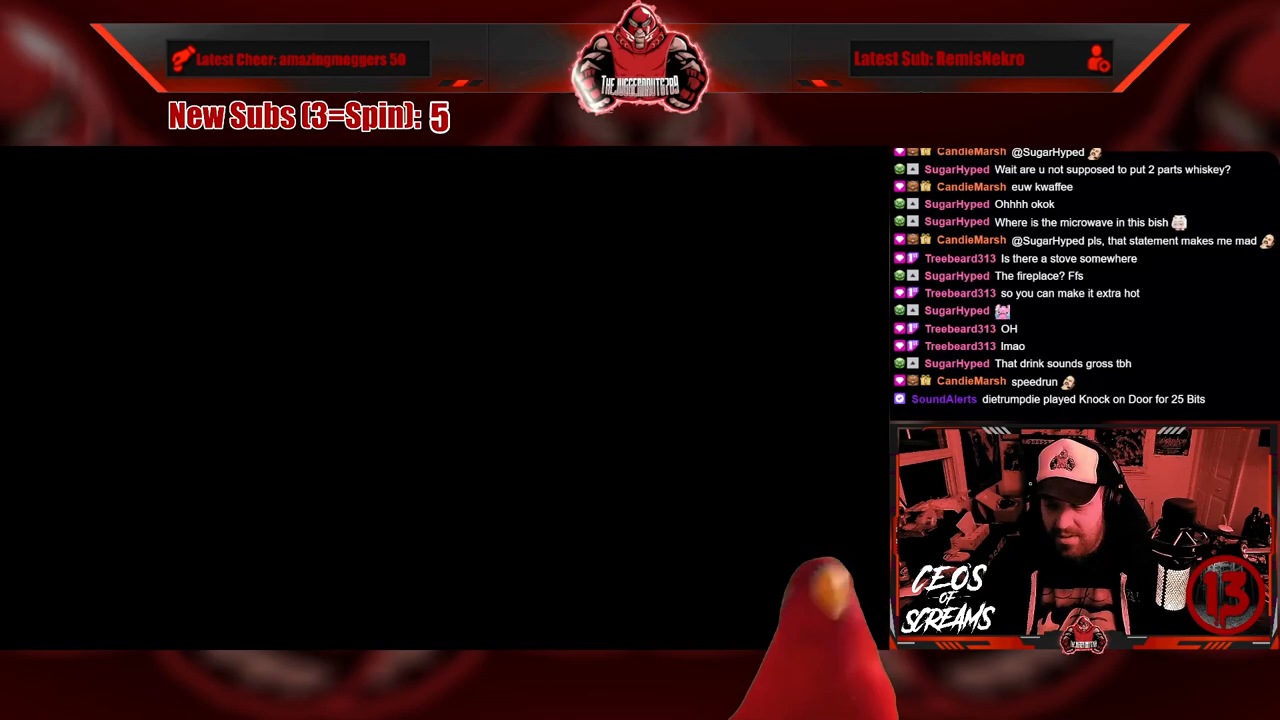 Latest Cheer: amazingmeggers 50
THEJUGGERNAUT6789
Latest Sub: RemisNekro
New Subs (3=Spin): 5
CandieMarsh @SugarHyped
SugarHyped Wait are u not supposed to put 2 parts whiskey?
CandieMarsh euw kwaffee
SugarHyped Ohhhh okok
SugarHyped Where is the microwave in this bish
CandieMarsh @SugarHyped pls, that statement makes me mad
Treebeard313 Is there a stove somewhere
SugarHyped The fireplace? Ffs
Treebeard313 so you can make it extra hot
SugarHyped
Treebeard313 OH
Treebeard313 lmao
SugarHyped That drink sounds gross tbh
CandieMarsh speedrun
SoundAlerts dietrumpdie played Knock on Door for 25 Bits
CEO'S
OF
SCREAMS
13